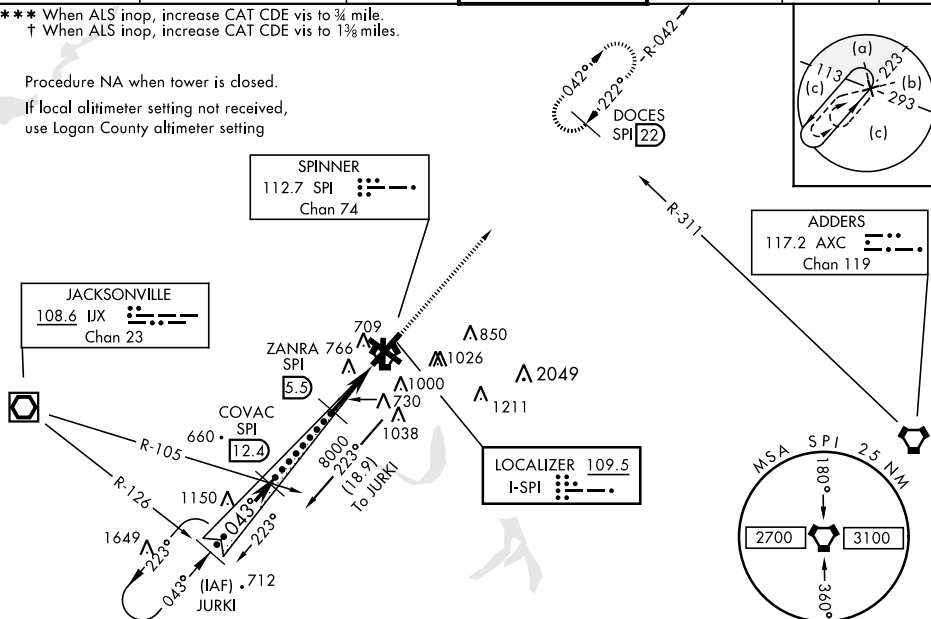 *** When ALS inop, increase CAT CDE vis to ¾ mile.
† When ALS inop, increase CAT CDE vis to 1⅜ miles.
Procedure NA when tower is closed.
If local alitimeter setting not received,
use Logan County altimeter setting
R-042
042°
222°
DOCES
SPI 22
(a)
113
223
(c)
(b)
293
(c)
SPINNER
112.7 SPI
Chan 74
R-311
ADDERS
117.2 AXC
Chan 119
JACKSONVILLE
108.6 IJX
Chan 23
709
850
ZANRA 766
SPI
5.5
1026
1000
2049
730
1211
COVAC
SPI
12.4
660
1038
R-105
8000
223°
(18.9)
To JURKI
LOCALIZER 109.5
I-SPI
R-126
1150
043°
223°
1649
223°
043°
(IAF)
JURKI
712
MSA SPI 25 NM
180°
2700
3100
360°